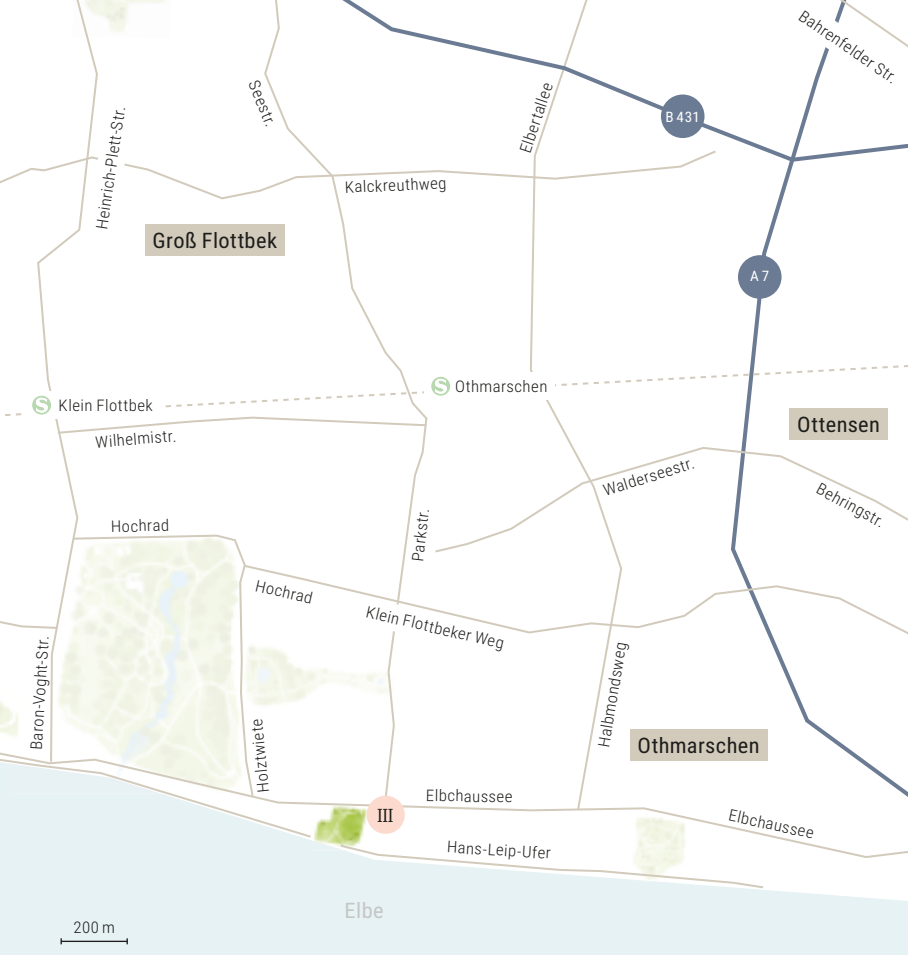 Bahrenfelder Str.
Seestr.
Elbertallee
B 431
Heinrich-Plett-Str.
Kalckreuthweg
Groß Flottbek
A 7
S Othmarschen
S Klein Flottbek
Ottensen
Wilhelmistr.
Walderseestr.
Behringstr.
Hochrad
Parkstr.
Hochrad
Klein Flottbeker Weg
Baron-Voght-Str.
Halbmondsweg
Holztwiete
Othmarschen
Elbchaussee
III
Elbchaussee
Hans-Leip-Ufer
Elbe
200 m